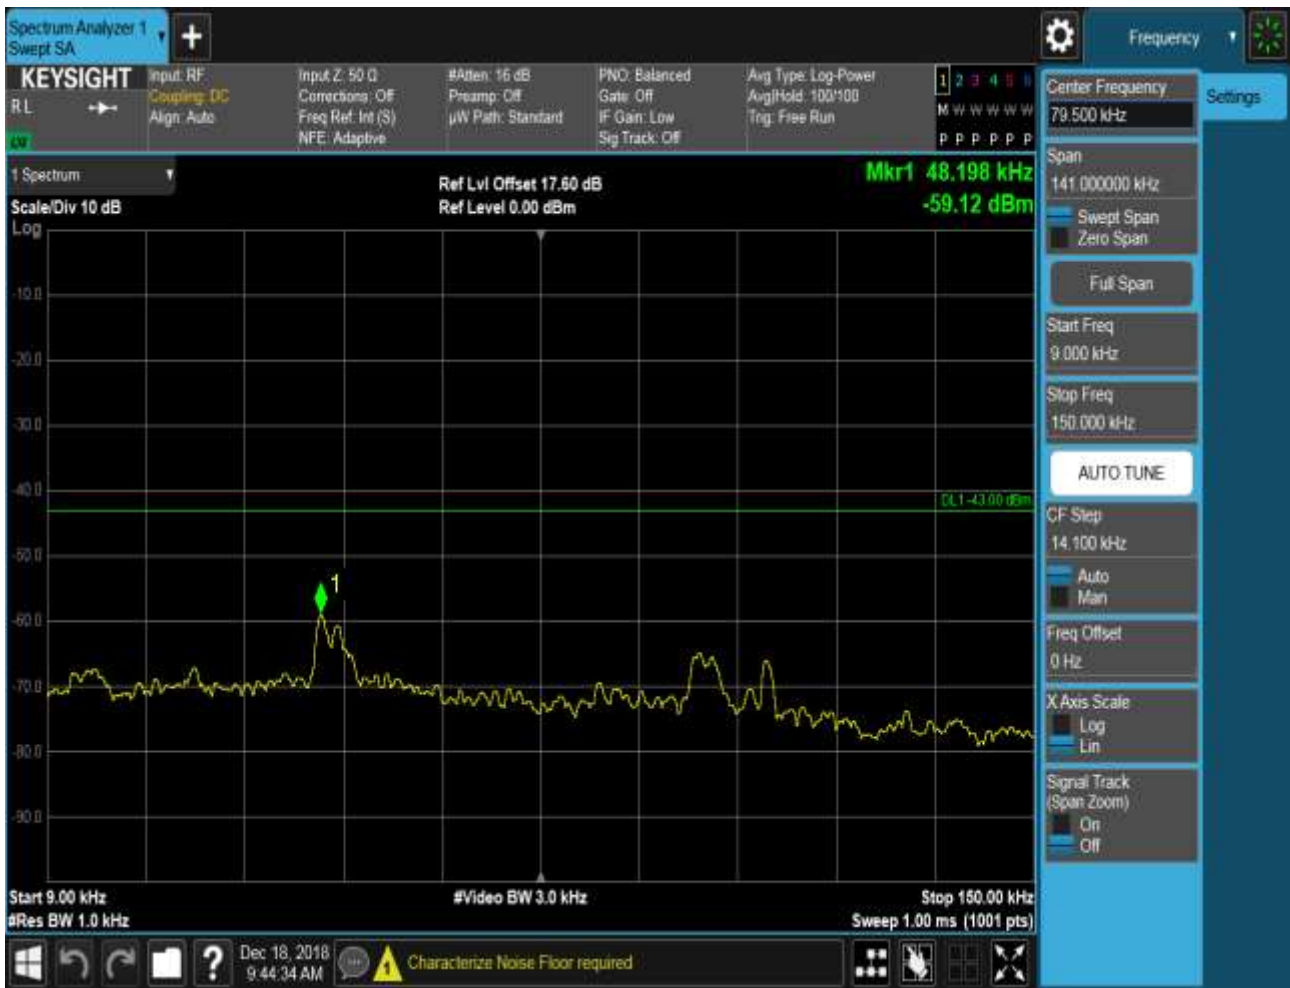 Spectrum Analyzer 1
Swept SA
Frequency
KEYSIGHT
R L
Input: RF
Coupling: DC
Align: Auto
Input Z: 50 Ω
Corrections: Off
Freq Ref: Int (S)
NFE: Adaptive
#Atten: 16 dB
Preamp: Off
µW Path: Standard
PNO: Balanced
Gate: Off
IF Gain: Low
Sig Track: Off
Avg Type: Log-Power
Avg|Hold: 100/100
Trig: Free Run
1 2 3 4 5 6
M W W W W W
P P P P P P
1 Spectrum
Scale/Div 10 dB
Log
Ref Lvl Offset 17.60 dB
Ref Level 0.00 dBm
Mkr1 48.198 kHz
-59.12 dBm
-10.0
-20.0
-30.0
-40.0
DL1 -43.00 dBm
-50.0
1
-60.0
-70.0
-80.0
-90.0
Start 9.00 kHz
#Video BW 3.0 kHz
Stop 150.00 kHz
#Res BW 1.0 kHz
Sweep 1.00 ms (1001 pts)
Center Frequency
79.500 kHz
Settings
Span
141.000000 kHz
Swept Span
Zero Span
Full Span
Start Freq
9.000 kHz
Stop Freq
150.000 kHz
AUTO TUNE
CF Step
14.100 kHz
Auto
Man
Freq Offset
0 Hz
X Axis Scale
Log
Lin
Signal Track
(Span Zoom)
On
Off
?
Dec 18, 2018
9:44:34 AM
1
Characterize Noise Floor required